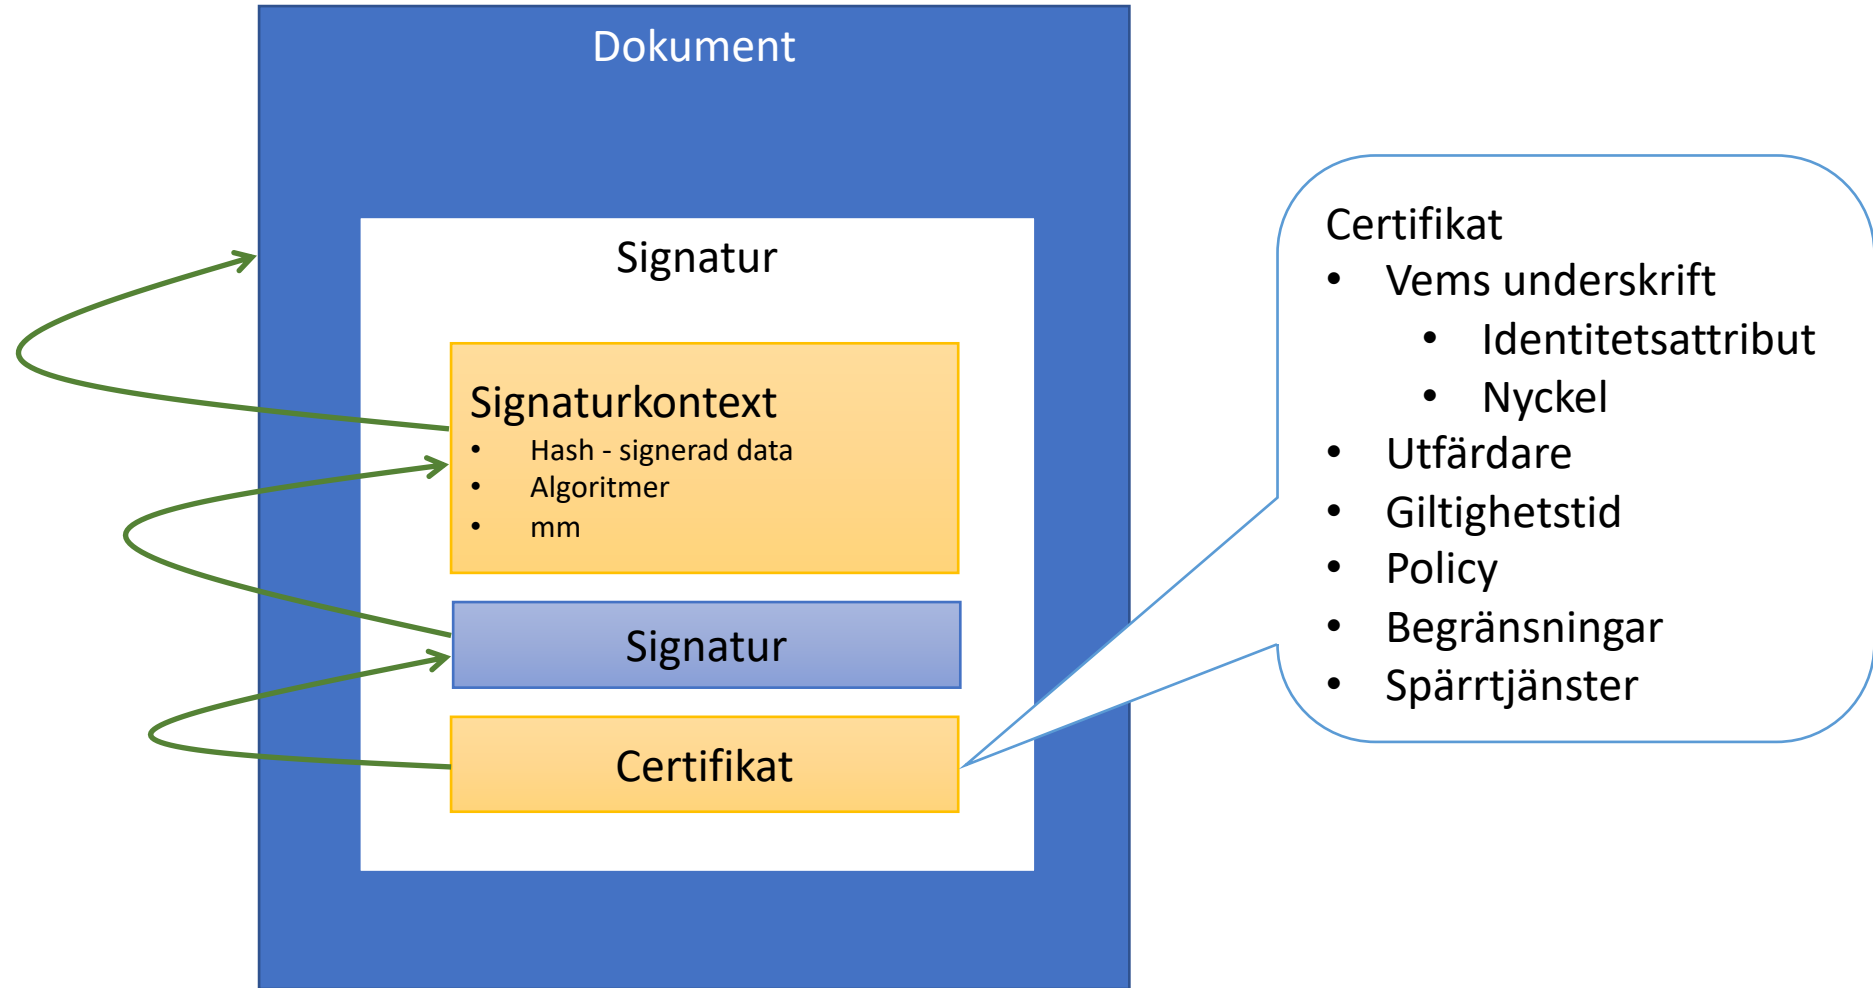 Dokument
Signatur
Signaturkontext
• Hash - signerad data
• Algoritmer
• mm
Signatur
Certifikat
Certifikat
• Vems underskrift
• Identitetsattribut
• Nyckel
• Utfärdare
• Giltighetstid
• Policy
• Begränsningar
• Spärrtjänster